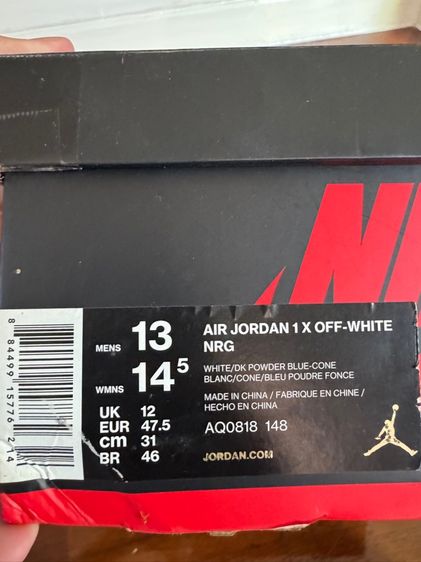 NI
8 84499 15776 2 14
MENS 13
WMNS 14⁵
UK 12
EUR 47.5
cm 31
BR 46
AIR JORDAN 1 X OFF-WHITE
NRG
WHITE/DK POWDER BLUE-CONE
BLANC/CONE/BLEU POUDRE FONCE
MADE IN CHINA / FABRIQUE EN CHINE /
HECHO EN CHINA
AQ0818 148
JORDAN.COM